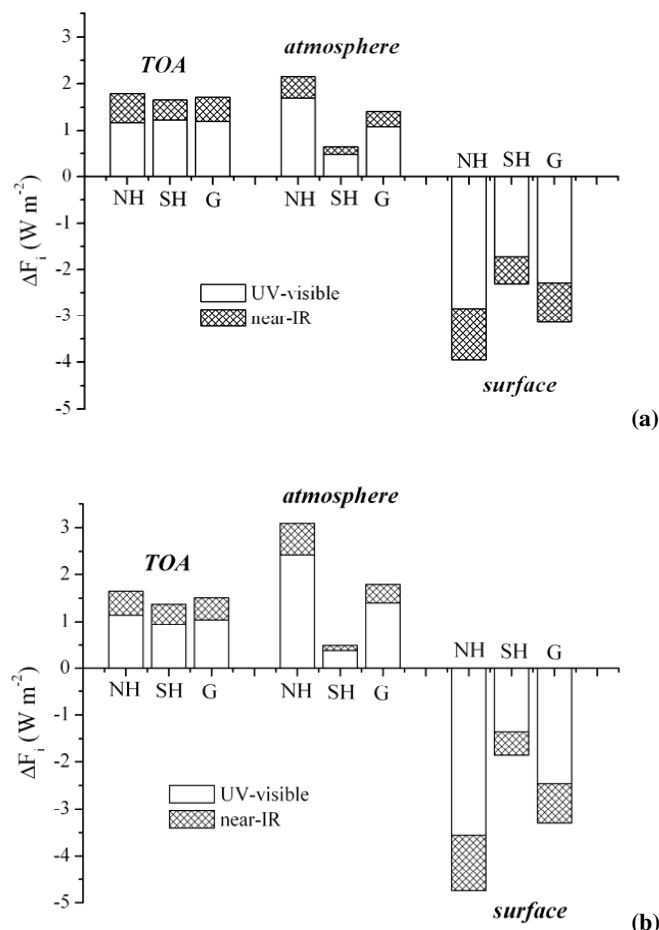 3
TOA
atmosphere
2
1
NH SH G
0
NH SH G
NH SH G
-1
ΔF i (W m-2)
-2
UV-visible
near-IR
-3
-4
surface
-5
(a)
atmosphere
3
TOA
2
1
NH SH G
0
NH SH G
NH SH G
-1
ΔF i (W m-2)
-2
UV-visible
-3
near-IR
-4
-5
surface
(b)